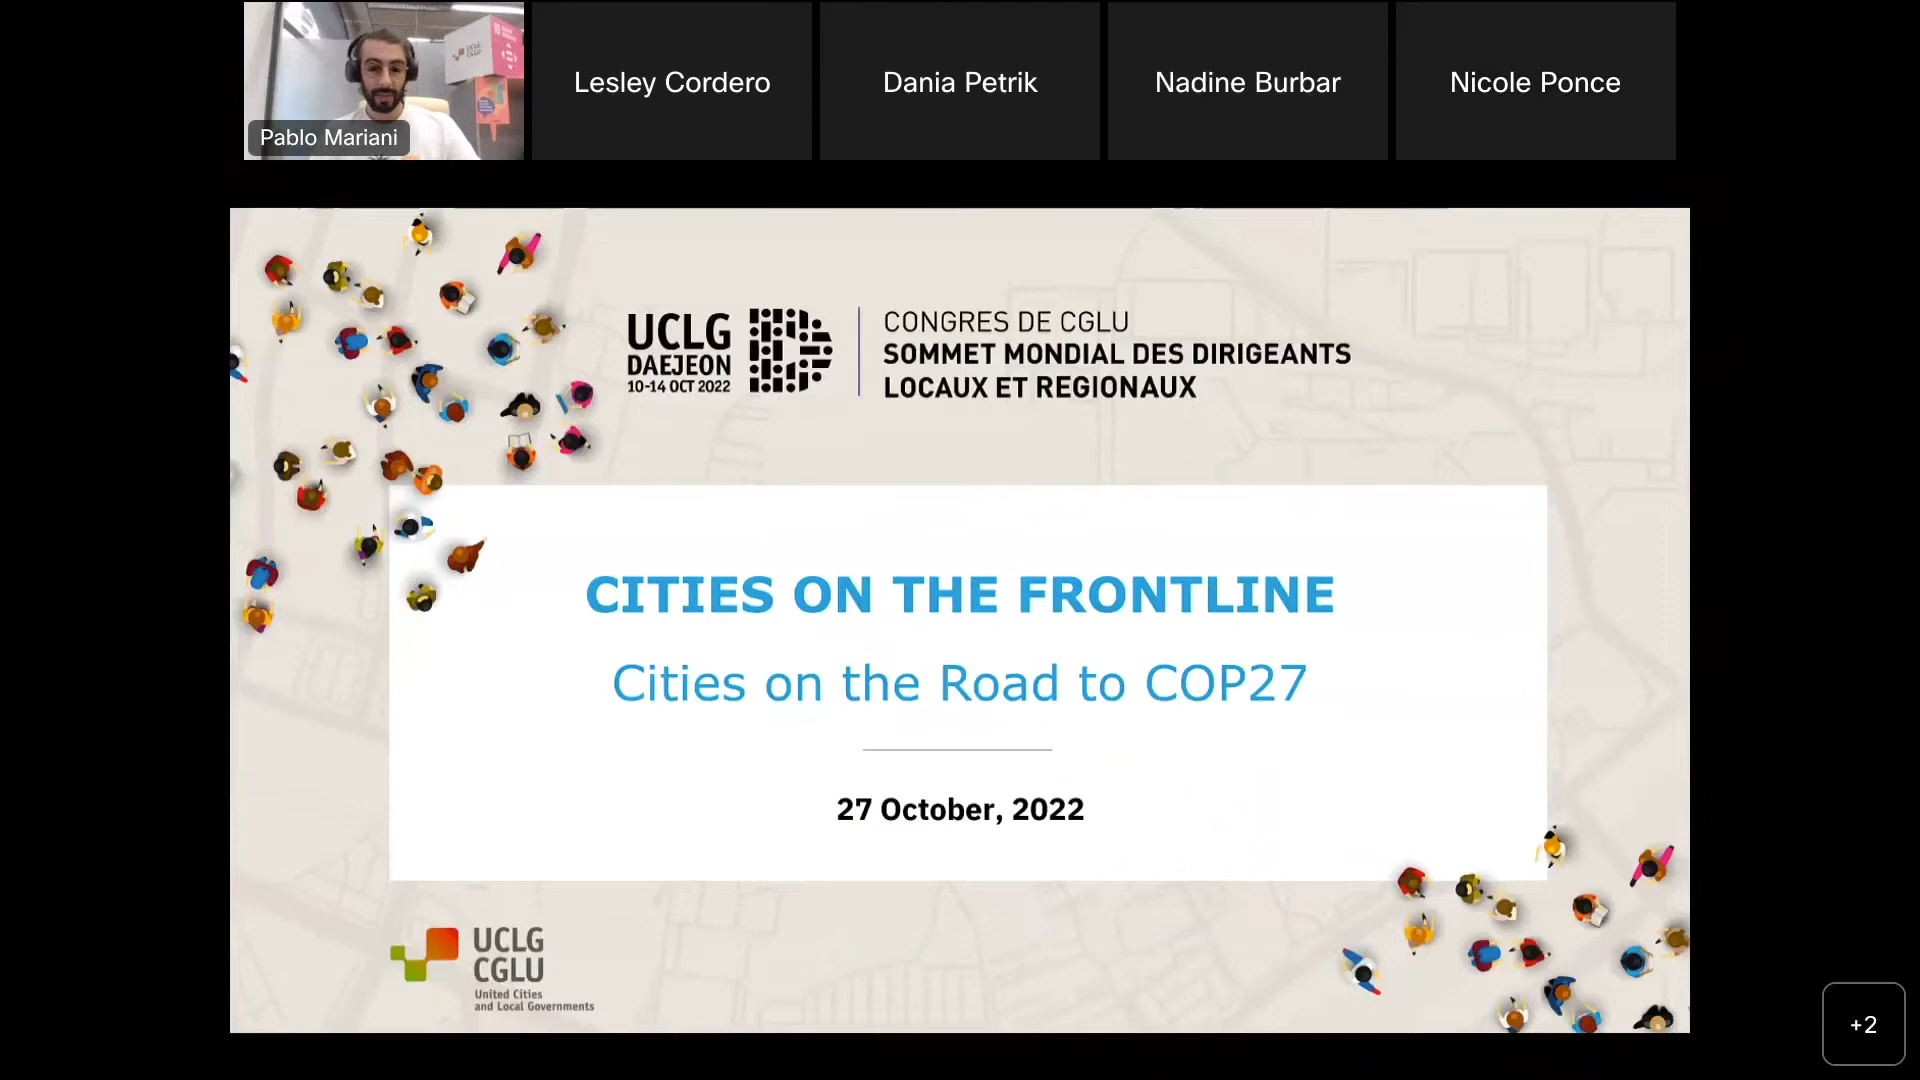 Pablo Mariani
Lesley Cordero
Dania Petrik
Nadine Burbar
Nicole Ponce
UCLG
DAEJEON
10-14 OCT 2022
CONGRES DE CGLU
SOMMET MONDIAL DES DIRIGEANTS
LOCAUX ET REGIONAUX
CITIES ON THE FRONTLINE
Cities on the Road to COP27
27 October, 2022
UCLG
CGLU
United Cities
and Local Governments
+2